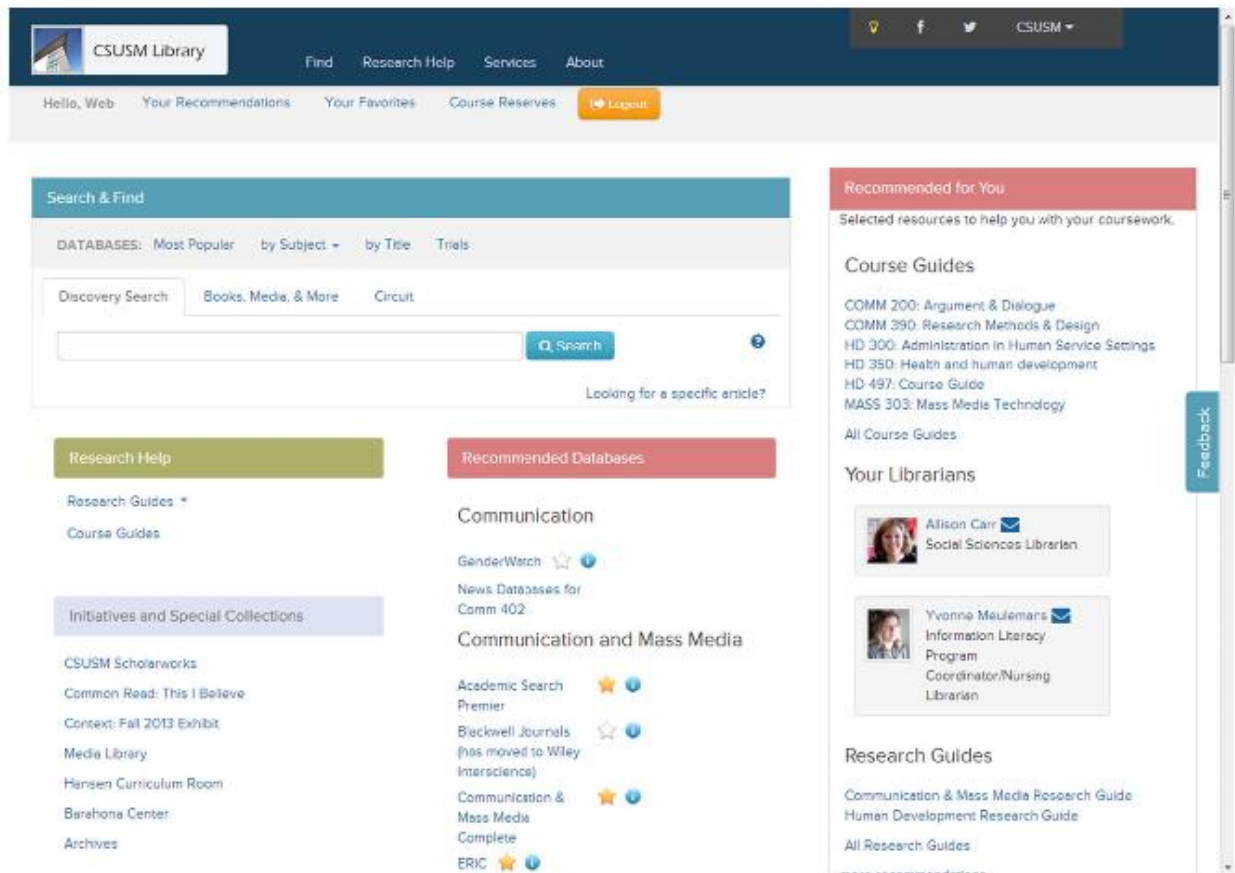 CSUSM Library
Find Research Help Services About
CSUSM
Hello, Web Your Recommendations Your Favorites Course Reserves Logout
Search & Find
DATABASES: Most Popular by Subject by Title Trials
Discovery Search Books, Media, & More Circuit
Search
Looking for a specific article?
Research Help
Research Guides
Course Guides
Initiatives and Special Collections
CSUSM Scholarworks
Common Read: This I Believe
Context: Fall 2013 Exhibit
Media Library
Hansen Curriculum Room
Barahona Center
Archives
Recommended Databases
Communication
GenderWatch
News Databases for
Comm 402
Communication and Mass Media
Academic Search
Premier
Blackwell Journals
(has moved to Wiley
Interscience)
Communication &
Mass Media
Complete
ERIC
Recommended for You
Selected resources to help you with your coursework.
Course Guides
COMM 200: Argument & Dialogue
COMM 390: Research Methods & Design
HD 300: Administration in Human Service Settings
HD 350: Health and human development
HD 497: Course Guide
MASS 303: Mass Media Technology
All Course Guides
Your Librarians
Allison Carr
Social Sciences Librarian
Yvonne Meulemans
Information Literacy
Program
Coordinator/Nursing
Librarian
Research Guides
Communication & Mass Media Research Guide
Human Development Research Guide
All Research Guides
more recommendations
Feedback